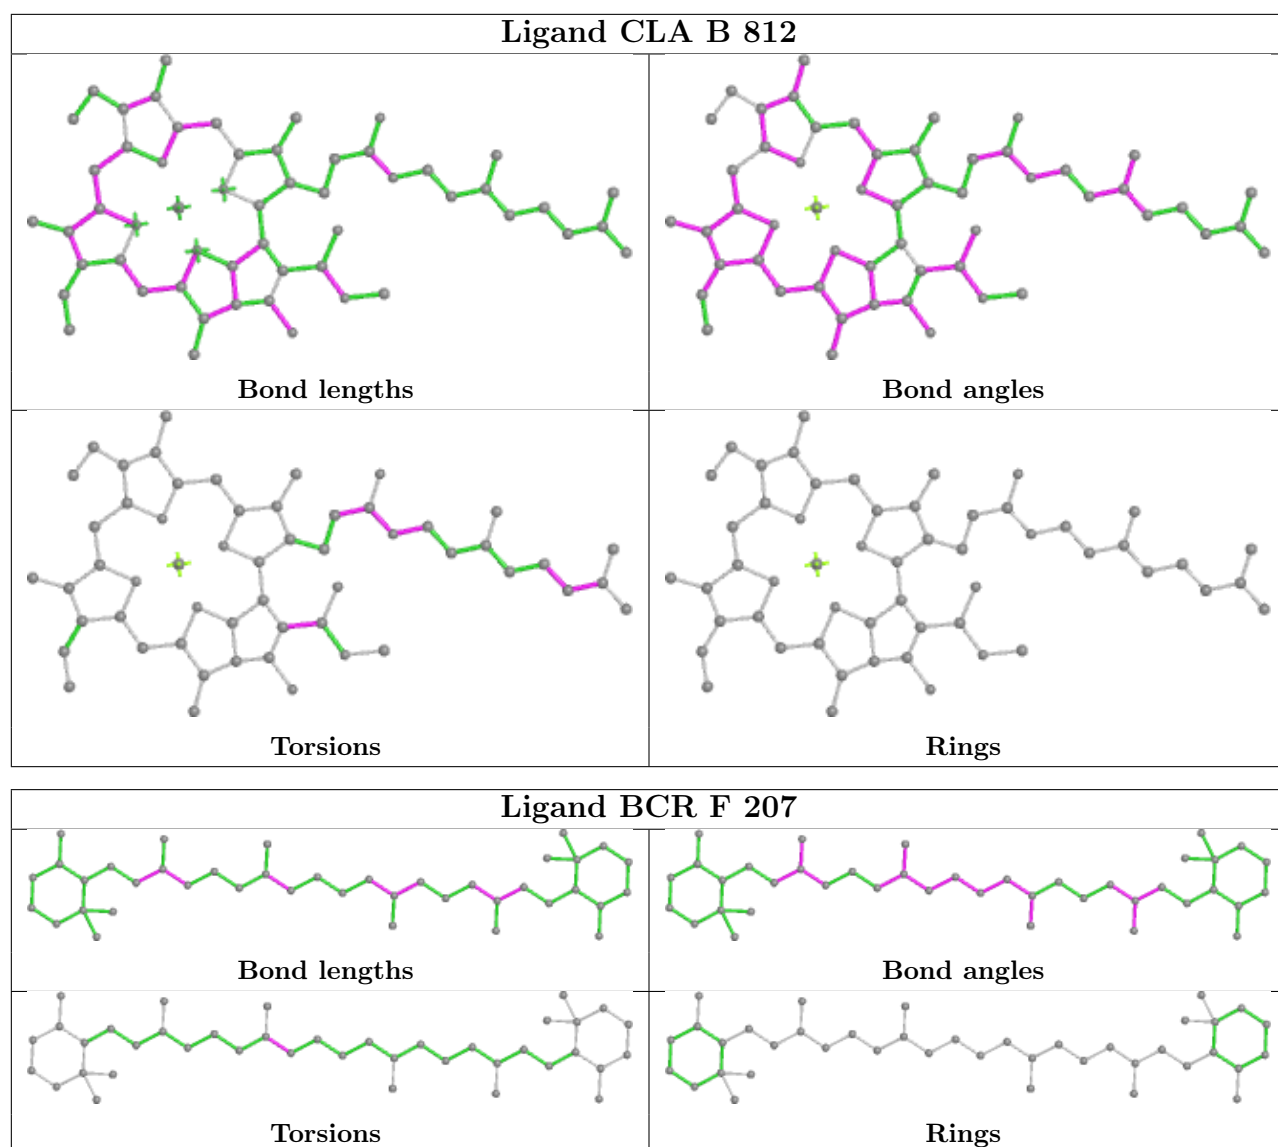 Ligand CLA B 812
Bond lengths
Bond angles
Torsions
Rings
Ligand BCR F 207
Bond lengths
Bond angles
Torsions
Rings